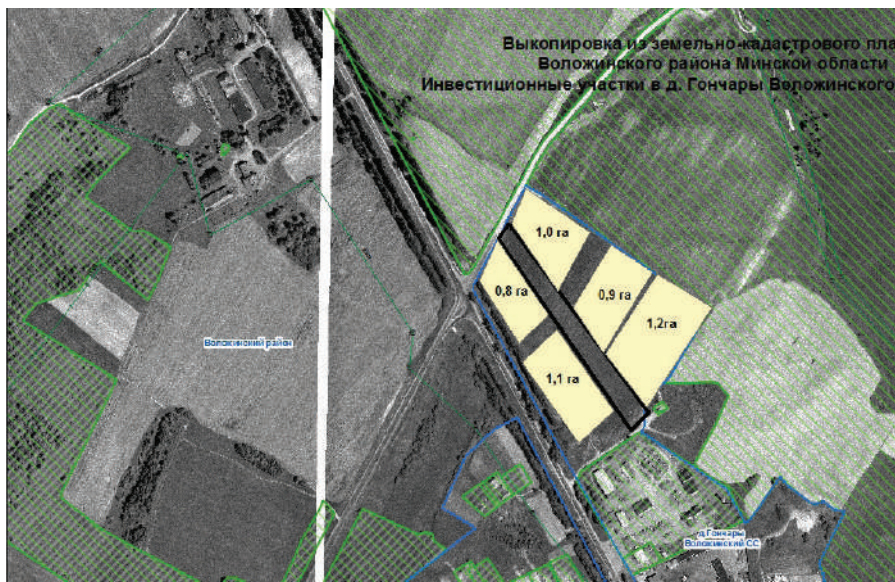 Выкопировка из земельно-кадастрового пла
Воложинского района Минской области
Инвестиционные участки в д. Гончары Воложинского
1,0 га
0,8 га
0,9 га
1,2га
1,1 га
Воложинский район
д.Гончары
Воложинский СС